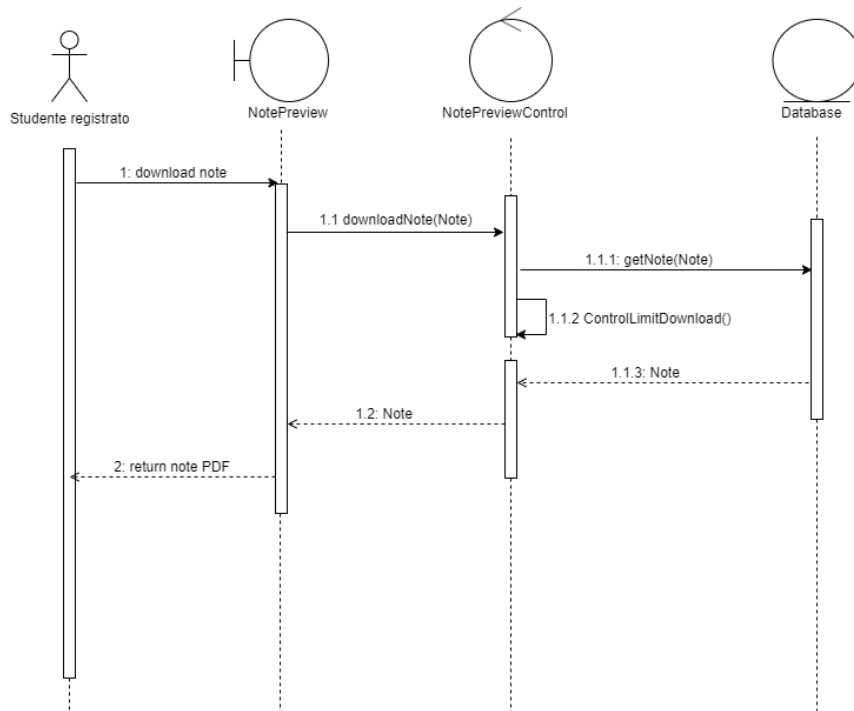 Studente registrato
NotePreview
NotePreviewControl
Database
1: download note
1.1 downloadNote(Note)
1.1.1: getNote(Note)
1.1.2 ControlLimitDownload()
1.1.3: Note
1.2: Note
2: return note PDF